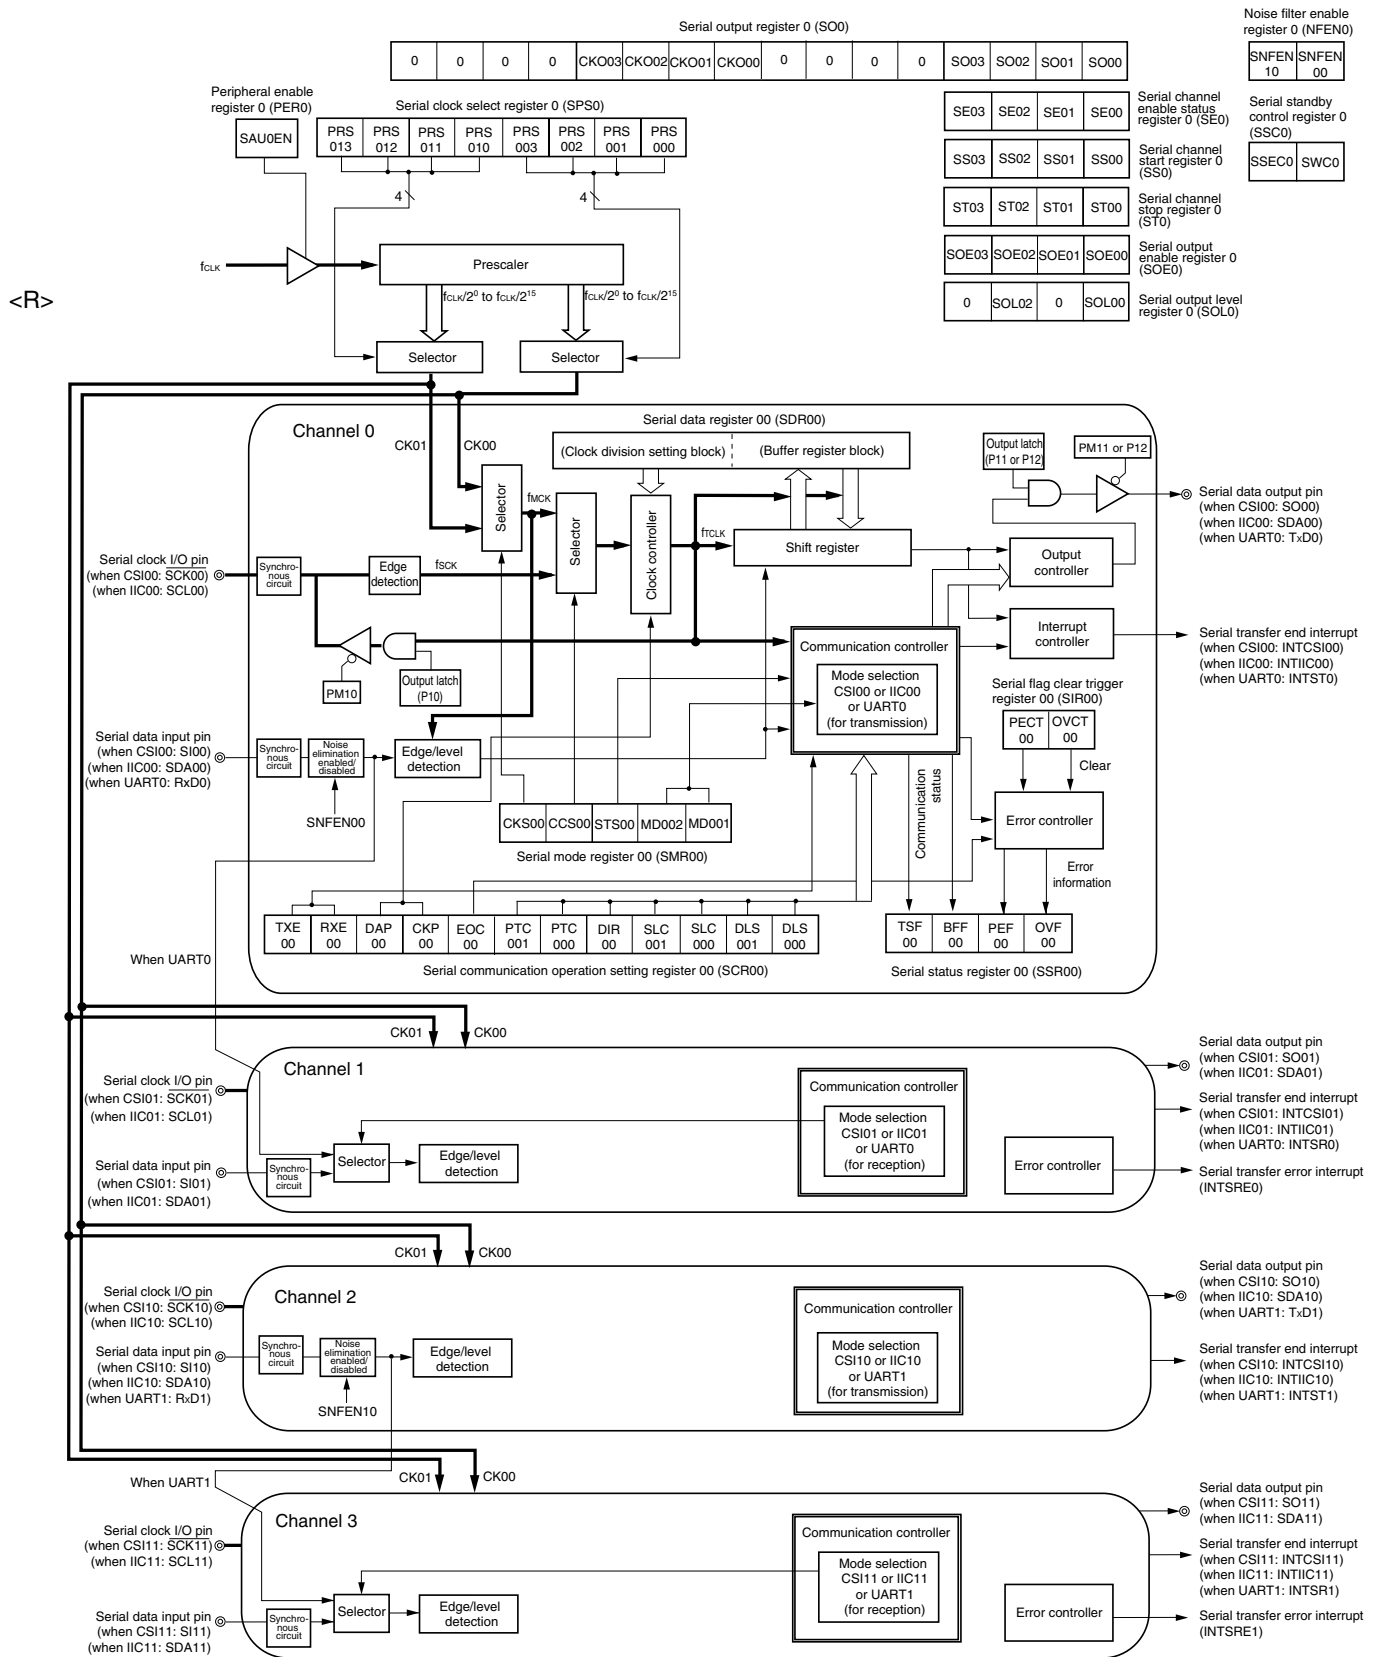 Serial output register 0 (SO0)
0 0 0 0 CKO03 CKO02 CKO01 CKO00 0 0 0 0 SO03 SO02 SO01 SO00
Noise filter enable
register 0 (NFEN0)
SNFEN
10
SNFEN
00
Peripheral enable
register 0 (PER0)
SAU0EN
Serial clock select register 0 (SPS0)
PRS
013
PRS
012
PRS
011
PRS
010
PRS
003
PRS
002
PRS
001
PRS
000
4
4
SE03 SE02 SE01 SE00
Serial channel
enable status
register 0 (SE0)
Serial standby
control register 0
(SSC0)
SSEC0 SWC0
SS03 SS02 SS01 SS00
Serial channel
start register 0
(SS0)
ST03 ST02 ST01 ST00
Serial channel
stop register 0
(ST0)
SOE03 SOE02 SOE01 SOE00
Serial output
enable register 0
(SOE0)
0 SOL02 0 SOL00
Serial output level
register 0 (SOL0)
fCLK
Prescaler
fCLK/2⁰ to fCLK/2¹⁵
fCLK/2⁰ to fCLK/2¹⁵
<R>
Selector
Selector
Channel 0
CK01
CK00
Serial data register 00 (SDR00)
(Clock division setting block)
(Buffer register block)
Output latch
(P11 or P12)
PM11 or P12
Selector
fMCK
Selector
Clock controller
fTCLK
Shift register
Output
controller
Interrupt
controller
Serial data output pin
(when CSI00: SO00)
(when IIC00: SDA00)
(when UART0: TxD0)
Serial clock I/O pin
(when CSI00: SCK00)
(when IIC00: SCL00)
Synchro-
nous
circuit
Edge
detection
fSCK
PM10
Output latch
(P10)
Communication controller
Mode selection
CSI00 or IIC00
or UART0
(for transmission)
Serial transfer end interrupt
(when CSI00: INTCSI00)
(when IIC00: INTIIC00)
(when UART0: INTST0)
Serial flag clear trigger
register 00 (SIR00)
PECT
00
OVCT
00
Clear
Serial data input pin
(when CSI00: SI00)
(when IIC00: SDA00)
(when UART0: RxD0)
Synchro-
nous
circuit
Noise
elimination
enabled/
disabled
Edge/level
detection
SNFEN00
CKS00 CCS00 STS00 MD002 MD001
Serial mode register 00 (SMR00)
Communication
status
Error controller
Error
information
TXE
00
RXE
00
DAP
00
CKP
00
EOC
00
PTC
001
PTC
000
DIR
00
SLC
001
SLC
000
DLS
001
DLS
000
Serial communication operation setting register 00 (SCR00)
TSF
00
BFF
00
PEF
00
OVF
00
Serial status register 00 (SSR00)
When UART0
CK01
CK00
Channel 1
Serial clock I/O pin
(when CSI01: SCK01)
(when IIC01: SCL01)
Serial data input pin
(when CSI01: SI01)
(when IIC01: SDA01)
Synchro-
nous
circuit
Selector
Edge/level
detection
Communication controller
Mode selection
CSI01 or IIC01
or UART0
(for reception)
Error controller
Serial data output pin
(when CSI01: SO01)
(when IIC01: SDA01)
Serial transfer end interrupt
(when CSI01: INTCSI01)
(when IIC01: INTIIC01)
(when UART0: INTSR0)
Serial transfer error interrupt
(INTSRE0)
CK01
CK00
Channel 2
Serial clock I/O pin
(when CSI10: SCK10)
(when IIC10: SCL10)
Serial data input pin
(when CSI10: SI10)
(when IIC10: SDA10)
(when UART1: RxD1)
Synchro-
nous
circuit
Noise
elimination
enabled/
disabled
Edge/level
detection
SNFEN10
Communication controller
Mode selection
CSI10 or IIC10
or UART1
(for transmission)
Serial data output pin
(when CSI10: SO10)
(when IIC10: SDA10)
(when UART1: TxD1)
Serial transfer end interrupt
(when CSI10: INTCSI10)
(when IIC10: INTIIC10)
(when UART1: INTST1)
When UART1
CK01
CK00
Channel 3
Serial clock I/O pin
(when CSI11: SCK11)
(when IIC11: SCL11)
Serial data input pin
(when CSI11: SI11)
(when IIC11: SDA11)
Synchro-
nous
circuit
Selector
Edge/level
detection
Communication controller
Mode selection
CSI11 or IIC11
or UART1
(for reception)
Error controller
Serial data output pin
(when CSI11: SO11)
(when IIC11: SDA11)
Serial transfer end interrupt
(when CSI11: INTCSI11)
(when IIC11: INTIIC11)
(when UART1: INTSR1)
Serial transfer error interrupt
(INTSRE1)